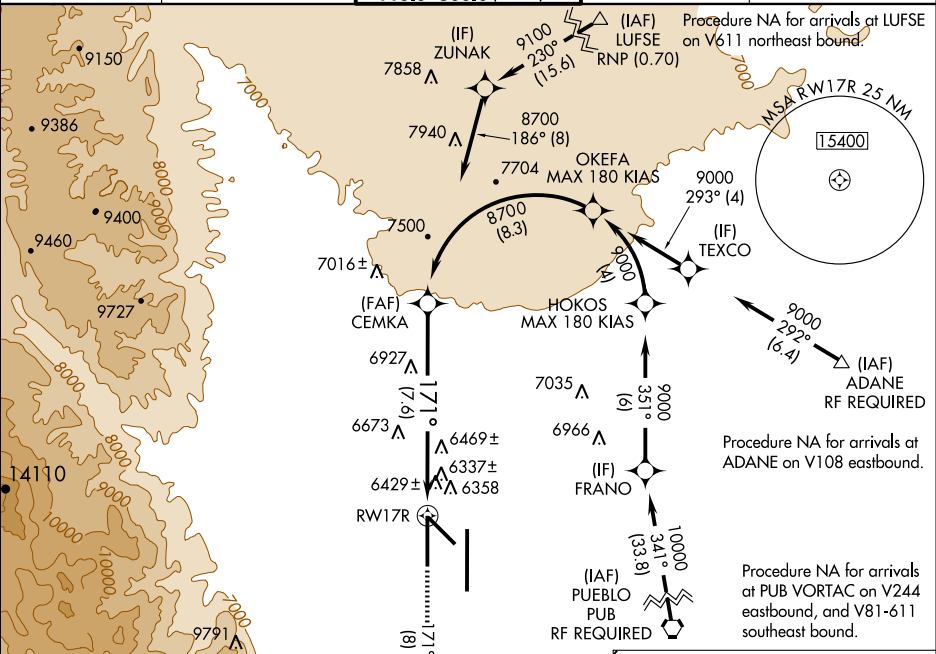 Procedure NA for arrivals at LUFSE
on V611 northeast bound.
(IAF)
LUFSE
RNP (0.70)
(IF)
ZUNAK
9100
230°
(15.6)
9150
7858
7000
7000
MSA RW17R 25 NM
15400
9386
8000
9000
7940
8700
186° (8)
7704
OKEFA
MAX 180 KIAS
9000
293° (4)
9400
8700
(8.3)
7500
9460
(IF)
TEXCO
9000
(4)
7016±
9727
(FAF)
CEMKA
HOKOS
MAX 180 KIAS
9000
292°
(6.4)
(IAF)
ADANE
RF REQUIRED
6927
8000
171°
(7.6)
7035
9000
351°
(6)
6673
6469±
6966
8000
Procedure NA for arrivals at
ADANE on V108 eastbound.
14110
6337±
6429±
6358
(IF)
FRANO
9000
RW17R
10000
10000
341°
(33.8)
10000
(IAF)
PUEBLO
PUB
RF REQUIRED
Procedure NA for arrivals
at PUB VORTAC on V244
eastbound, and V81-611
southeast bound.
7000
9791
171°
(8)